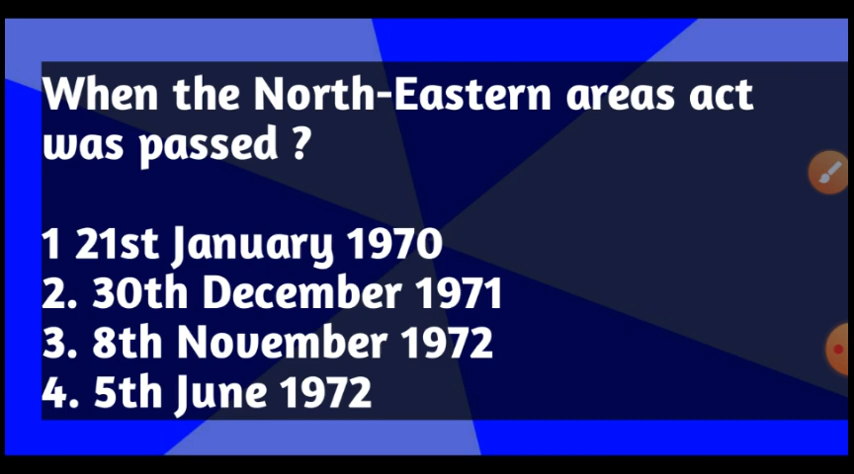 When the North-Eastern areas act
was passed ?
1 21st January 1970
2. 30th December 1971
3. 8th November 1972
4. 5th June 1972